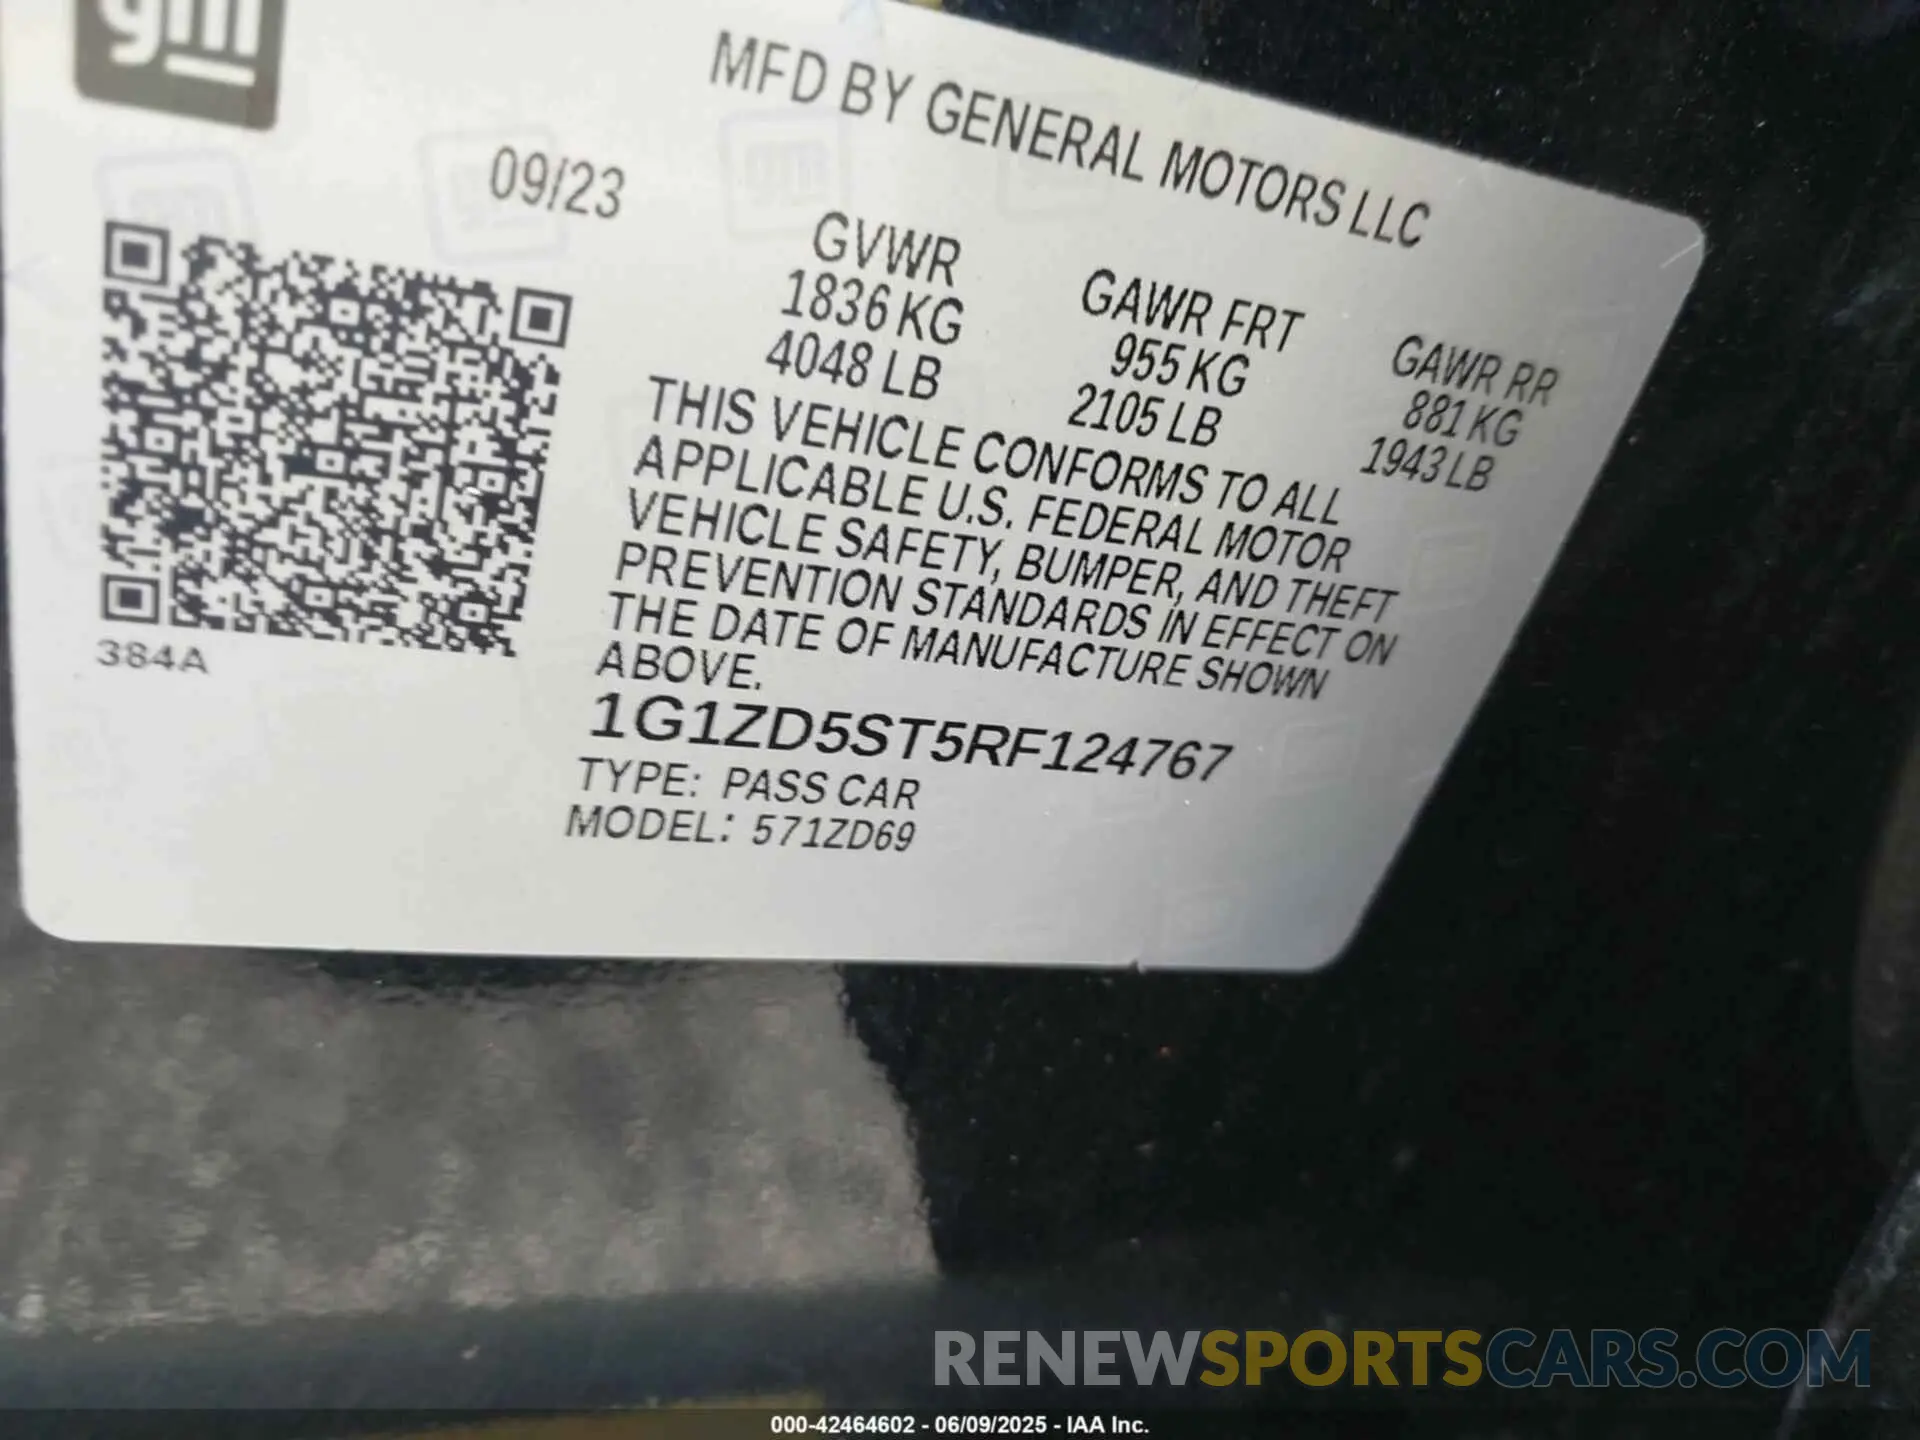 gm
MFD BY GENERAL MOTORS LLC
09/23
GVWR
1836 KG
4048 LB
GAWR FRT
955 KG
2105 LB
GAWR RR
881 KG
1943 LB
THIS VEHICLE CONFORMS TO ALL
APPLICABLE U.S. FEDERAL MOTOR
VEHICLE SAFETY, BUMPER, AND THEFT
PREVENTION STANDARDS IN EFFECT ON
THE DATE OF MANUFACTURE SHOWN
ABOVE.
384A
1G1ZD5ST5RF124767
TYPE: PASS CAR
MODEL: 571ZD69
RENEWSPORTSCARS.COM
000-42464602 - 06/09/2025 - IAA Inc.